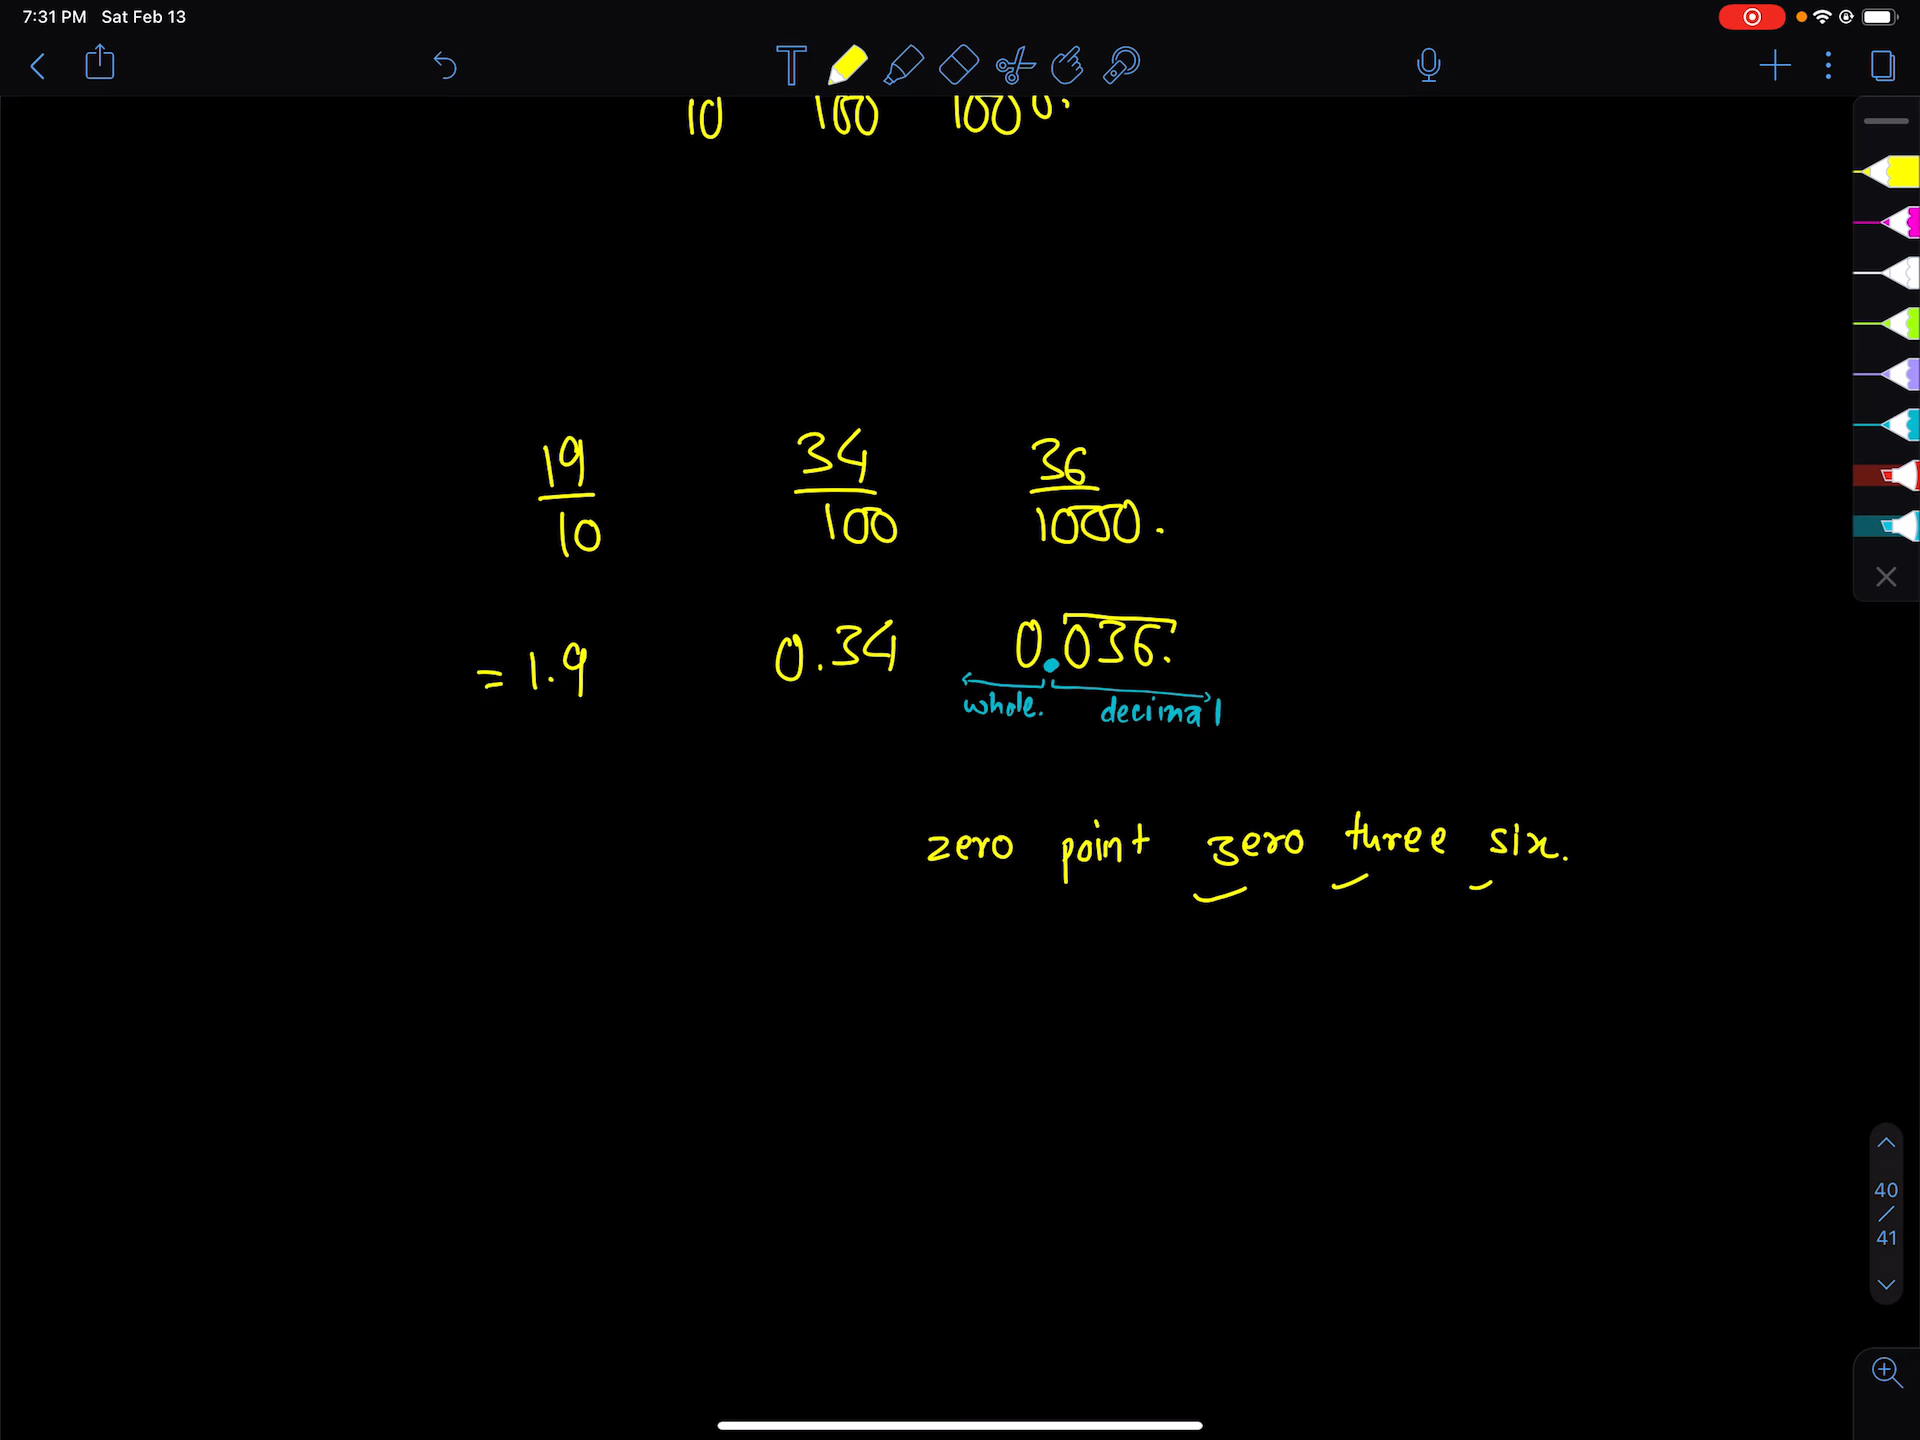 7:31 PM Sat Feb 13
T
10 100 1000.
19/10 34/100 36/1000.
= 1.9 0.34 0.036.
whole. decimal
zero point zero three six.
40
/
41